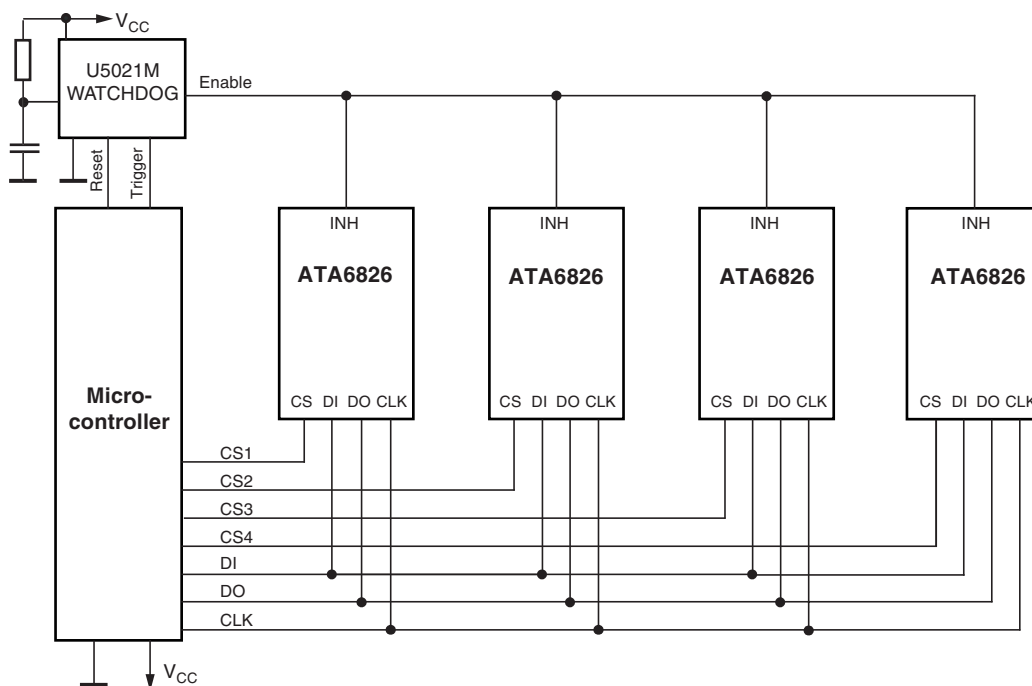 VCC
U5021M
WATCHDOG
Enable
Reset
Trigger
INH
INH
INH
INH
ATA6826
ATA6826
ATA6826
ATA6826
Micro-
controller
CS DI DO CLK
CS DI DO CLK
CS DI DO CLK
CS DI DO CLK
CS1
CS2
CS3
CS4
DI
DO
CLK
VCC